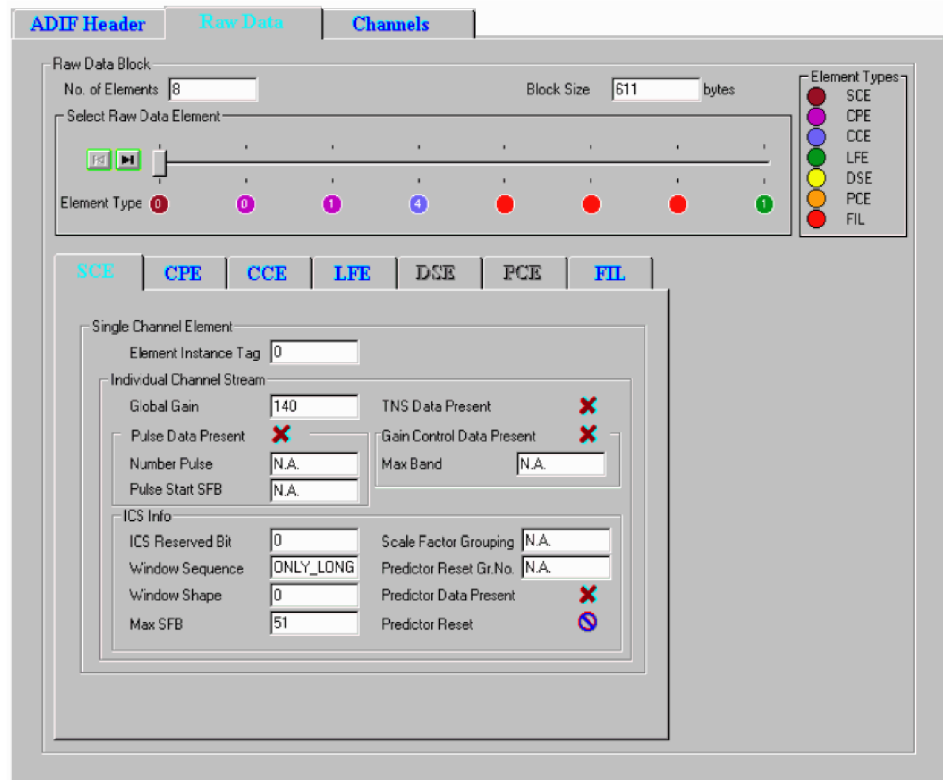 ADIF Header Raw Data Channels
Raw Data Block
No. of Elements 8 Block Size 611 bytes
Select Raw Data Element
Element Type 0 0 1 4 1
Element Types
SCE
CPE
CCE
LFE
DSE
PCE
FIL
SCE CPE CCE LFE DSE PCE FIL
Single Channel Element
Element Instance Tag 0
Individual Channel Stream
Global Gain 140 TNS Data Present
Pulse Data Present Gain Control Data Present
Number Pulse N.A. Max Band N.A.
Pulse Start SFB N.A.
ICS Info
ICS Reserved Bit 0 Scale Factor Grouping N.A.
Window Sequence ONLY_LONG Predictor Reset Gr.No. N.A.
Window Shape 0 Predictor Data Present
Max SFB 51 Predictor Reset